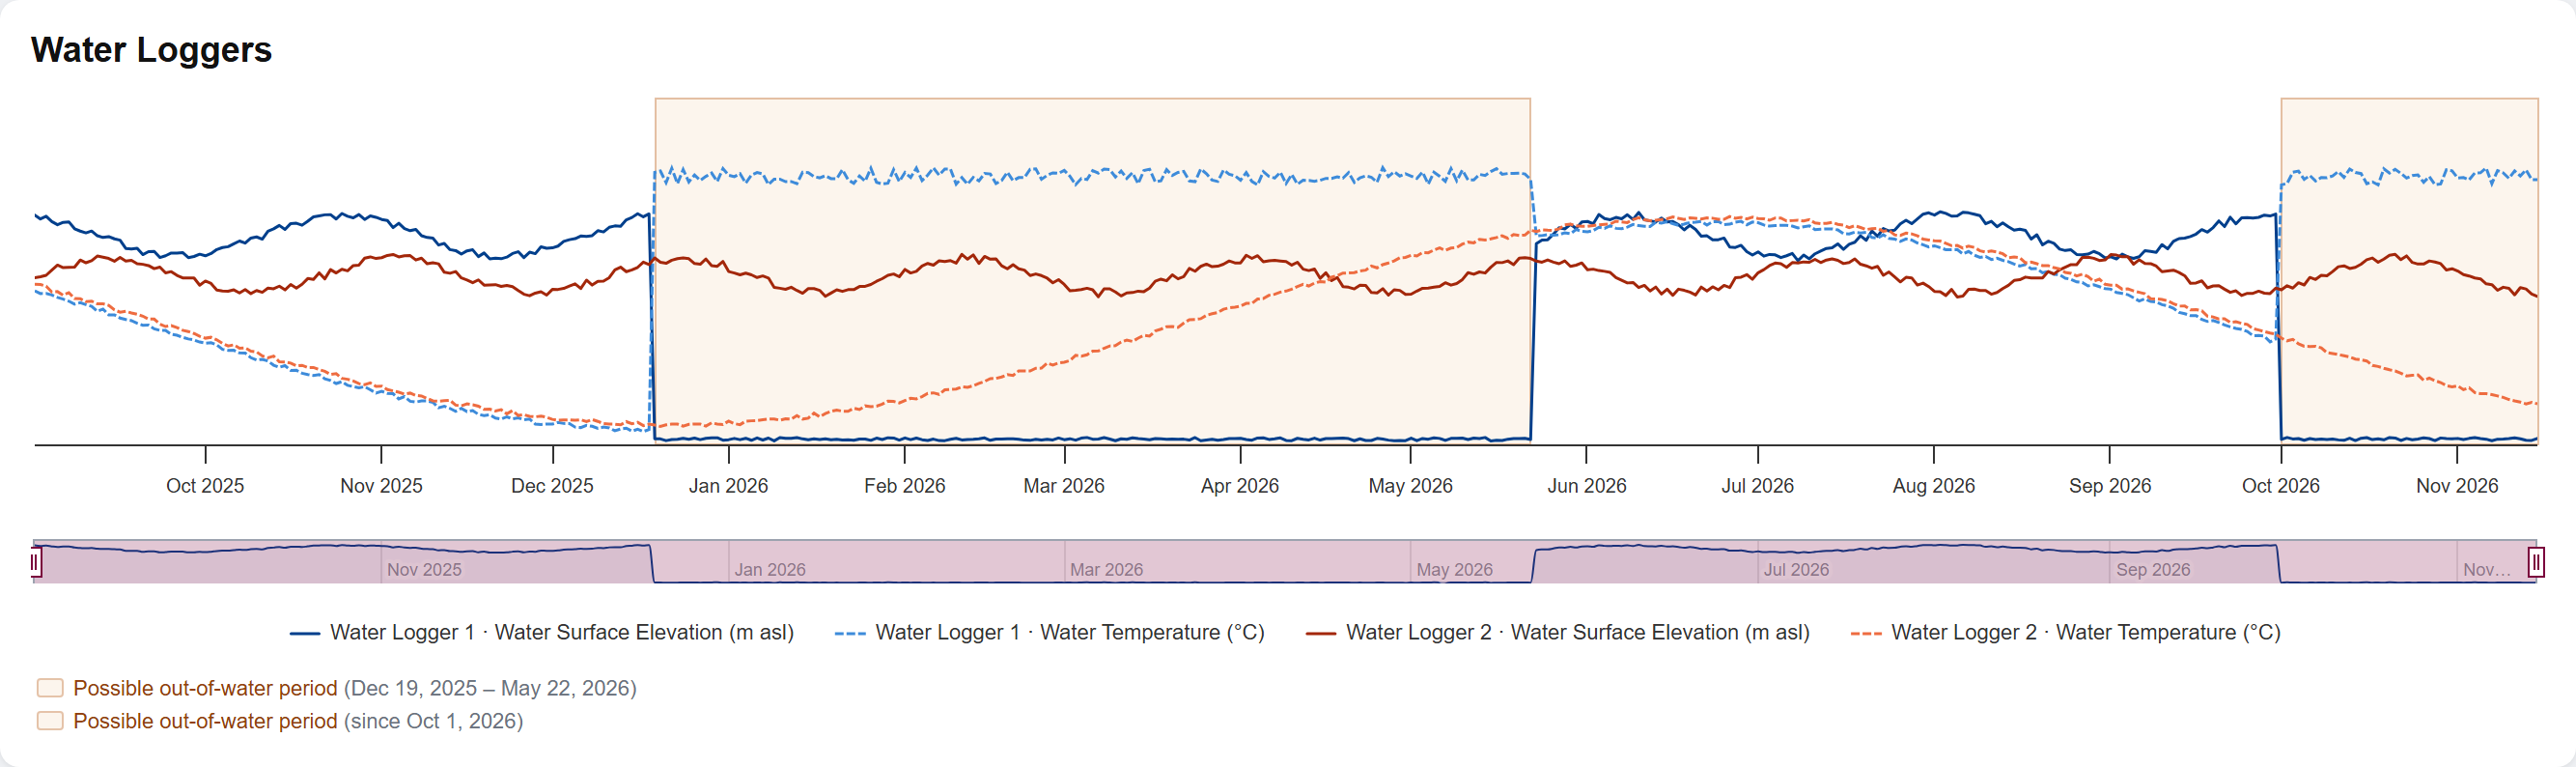 Water Loggers
Oct 2025 Nov 2025 Dec 2025 Jan 2026 Feb 2026 Mar 2026 Apr 2026 May 2026 Jun 2026 Jul 2026 Aug 2026 Sep 2026 Oct 2026 Nov 2026
Nov 2025 Jan 2026 Mar 2026 May 2026 Jul 2026 Sep 2026 Nov…
Water Logger 1 · Water Surface Elevation (m asl) Water Logger 1 · Water Temperature (°C) Water Logger 2 · Water Surface Elevation (m asl) Water Logger 2 · Water Temperature (°C)
Possible out-of-water period (Dec 19, 2025 – May 22, 2026)
Possible out-of-water period (since Oct 1, 2026)